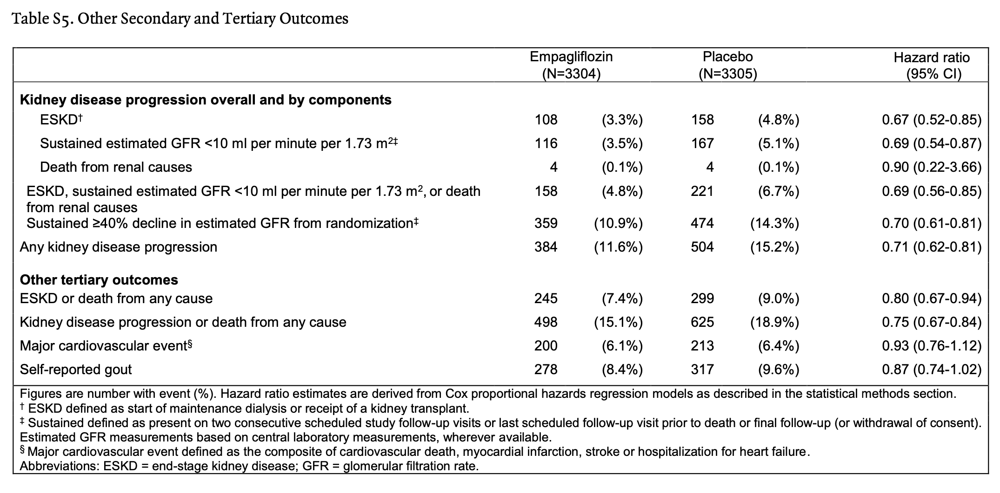 Table S5. Other Secondary and Tertiary Outcomes
Empagliflozin Placebo Hazard ratio
(N=3304) (N=3305) (95% CI)
Kidney disease progression overall and by components
ESKD† 108 (3.3%) 158 (4.8%) 0.67 (0.52-0.85)
Sustained estimated GFR <10 ml per minute per 1.73 m²‡ 116 (3.5%) 167 (5.1%) 0.69 (0.54-0.87)
Death from renal causes 4 (0.1%) 4 (0.1%) 0.90 (0.22-3.66)
ESKD, sustained estimated GFR <10 ml per minute per 1.73 m², or death 158 (4.8%) 221 (6.7%) 0.69 (0.56-0.85)
from renal causes
Sustained ≥40% decline in estimated GFR from randomization‡ 359 (10.9%) 474 (14.3%) 0.70 (0.61-0.81)
Any kidney disease progression 384 (11.6%) 504 (15.2%) 0.71 (0.62-0.81)
Other tertiary outcomes
ESKD or death from any cause 245 (7.4%) 299 (9.0%) 0.80 (0.67-0.94)
Kidney disease progression or death from any cause 498 (15.1%) 625 (18.9%) 0.75 (0.67-0.84)
Major cardiovascular event§ 200 (6.1%) 213 (6.4%) 0.93 (0.76-1.12)
Self-reported gout 278 (8.4%) 317 (9.6%) 0.87 (0.74-1.02)
Figures are number with event (%). Hazard ratio estimates are derived from Cox proportional hazards regression models as described in the statistical methods section.
† ESKD defined as start of maintenance dialysis or receipt of a kidney transplant.
‡ Sustained defined as present on two consecutive scheduled study follow-up visits or last scheduled follow-up visit prior to death or final follow-up (or withdrawal of consent).
Estimated GFR measurements based on central laboratory measurements, wherever available.
§ Major cardiovascular event defined as the composite of cardiovascular death, myocardial infarction, stroke or hospitalization for heart failure.
Abbreviations: ESKD = end-stage kidney disease; GFR = glomerular filtration rate.